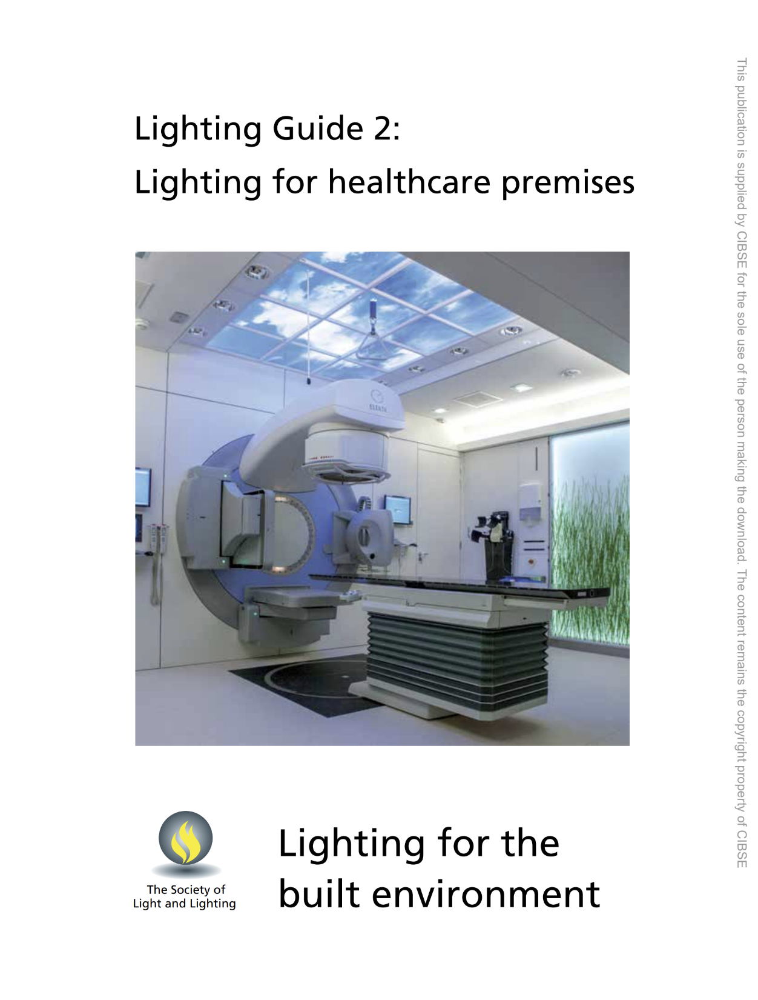 Lighting Guide 2:
Lighting for healthcare premises
ELEKTA
The Society of
Light and Lighting
Lighting for the
built environment
This publication is supplied by CIBSE for the sole use of the person making the download. The content remains the copyright property of CIBSE